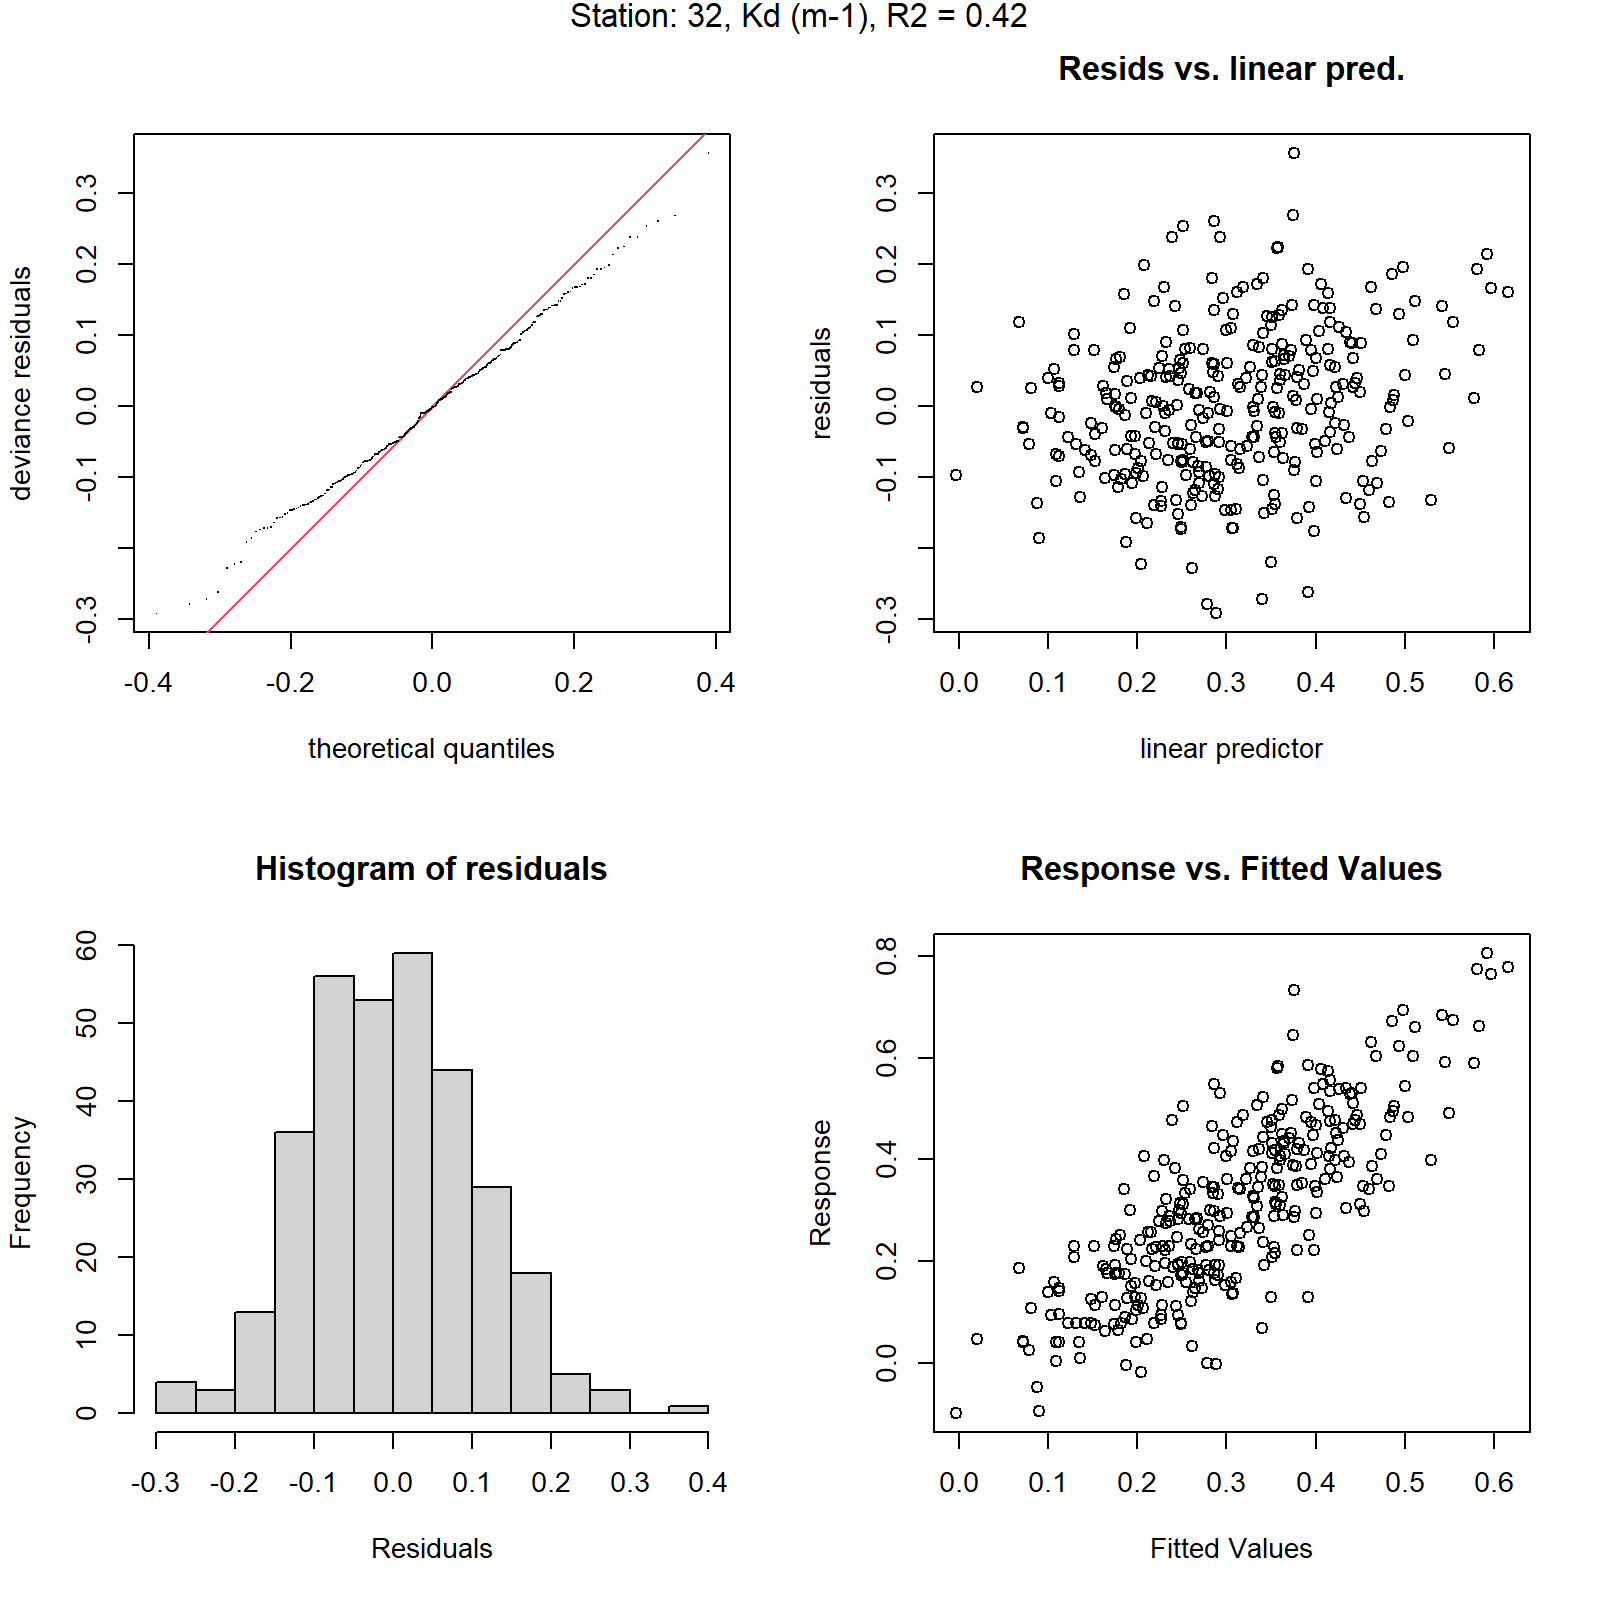 Station: 32, Kd (m-1), R2 = 0.42
deviance residuals
0.3
0.2
0.1
0.0
-0.1
-0.3
-0.4 -0.2 0.0 0.2 0.4
theoretical quantiles
Resids vs. linear pred.
residuals
0.3
0.2
0.1
0.0
-0.1
-0.3
0.0 0.1 0.2 0.3 0.4 0.5 0.6
linear predictor
Histogram of residuals
Frequency
60
50
40
30
20
10
0
-0.3 -0.2 -0.1 0.0 0.1 0.2 0.3 0.4
Residuals
Response vs. Fitted Values
Response
0.8
0.6
0.4
0.2
0.0
0.0 0.1 0.2 0.3 0.4 0.5 0.6
Fitted Values